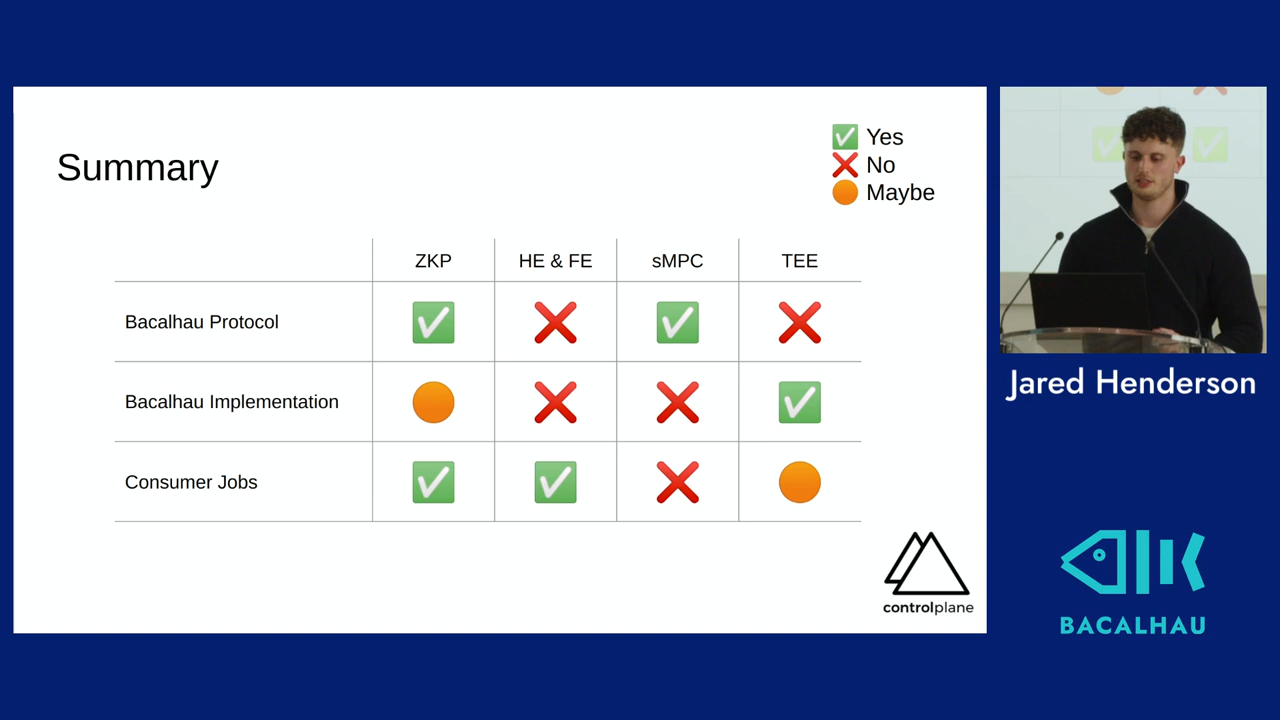 Summary
Yes
No
Maybe
ZKP HE & FE sMPC TEE
Bacalhau Protocol
Bacalhau Implementation
Consumer Jobs
controlplane
Jared Henderson
BACALHAU